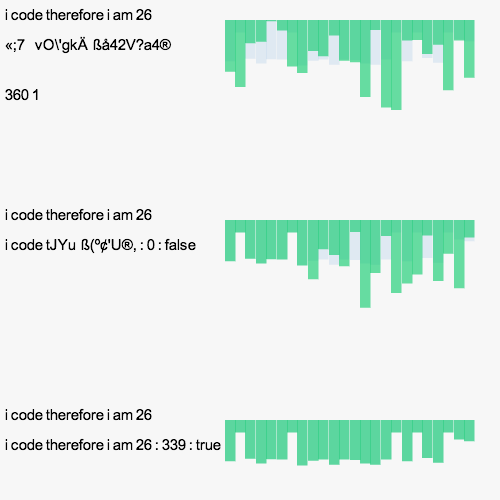 i code therefore i am 26
«;7 vO\'gkÄ ßå42V?a4®
360 1
i code therefore i am 26
i code tJYu ß(º¢'U®, : 0 : false
i code therefore i am 26
i code therefore i am 26 : 339 : true